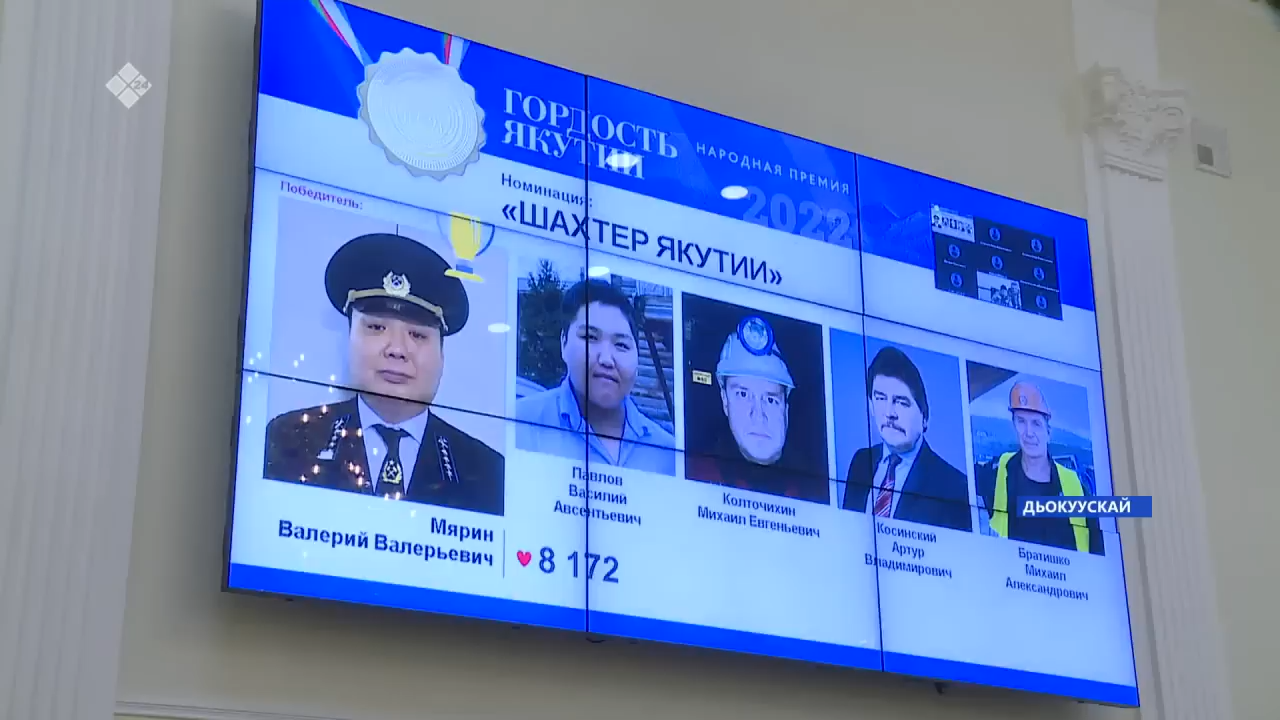 24
ГОРДОСТЬ
ЯКУТИИ
НАРОДНАЯ ПРЕМИЯ
2022
Номинация:
«ШАХТЕР ЯКУТИИ»
Победитель:
Мярин
Валерий Валерьевич
8 172
Павлов
Василий
Авсентьевич
Колточихин
Михаил Евгеньевич
Косинский
Артур
Владимирович
Братишко
Михаил
Александрович
ДЬОКУУСКАЙ